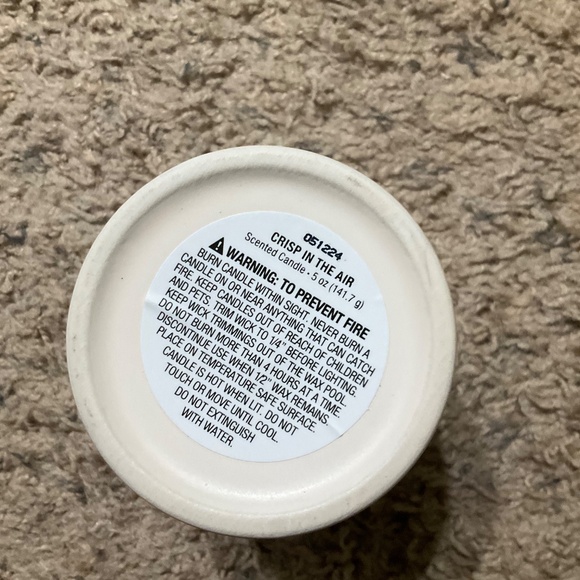 051224
CRISP IN THE AIR
Scented Candle • 5 oz (141.7 g)
WARNING: TO PREVENT FIRE
BURN CANDLE WITHIN SIGHT. NEVER BURN A
CANDLE ON OR NEAR ANYTHING THAT CAN CATCH
FIRE. KEEP CANDLES OUT OF REACH OF CHILDREN
AND PETS. TRIM WICK TO 1/4" BEFORE LIGHTING.
KEEP WICK TRIMMINGS OUT OF THE WAX POOL.
DO NOT BURN MORE THAN 4 HOURS AT A TIME.
DISCONTINUE USE WHEN 1/2" WAX REMAINS.
PLACE ON TEMPERATURE SAFE SURFACE.
CANDLE IS HOT WHEN LIT. DO NOT
TOUCH OR MOVE UNTIL COOL.
DO NOT EXTINGUISH
WITH WATER.